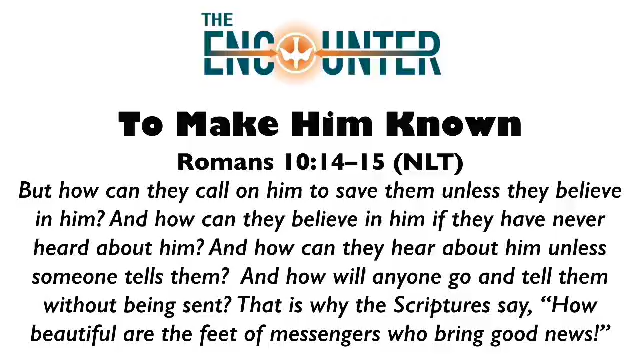 THE
ENCOUNTER
To Make Him Known
Romans 10:14–15 (NLT)
But how can they call on him to save them unless they believe
in him? And how can they believe in him if they have never
heard about him? And how can they hear about him unless
someone tells them?  And how will anyone go and tell them
without being sent? That is why the Scriptures say, “How
beautiful are the feet of messengers who bring good news!”